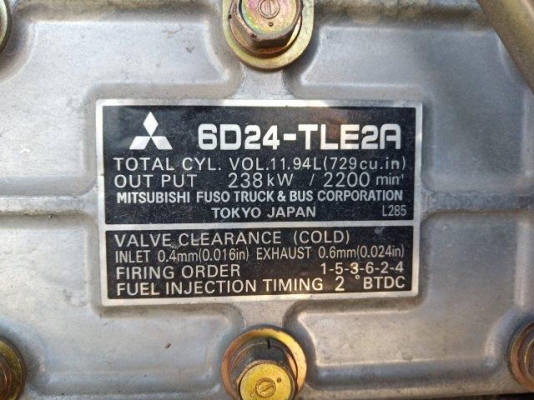 6D24-TLE2A
TOTAL CYL. VOL.11.94L(729cu.in)
OUT PUT 238kW / 2200 min⁻¹
MITSUBISHI FUSO TRUCK & BUS CORPORATION
TOKYO JAPAN L285
VALVE CLEARANCE (COLD)
INLET 0.4mm(0.016in) EXHAUST 0.6mm(0.024in)
FIRING ORDER 1-5-3-6-2-4
FUEL INJECTION TIMING 2° BTDC